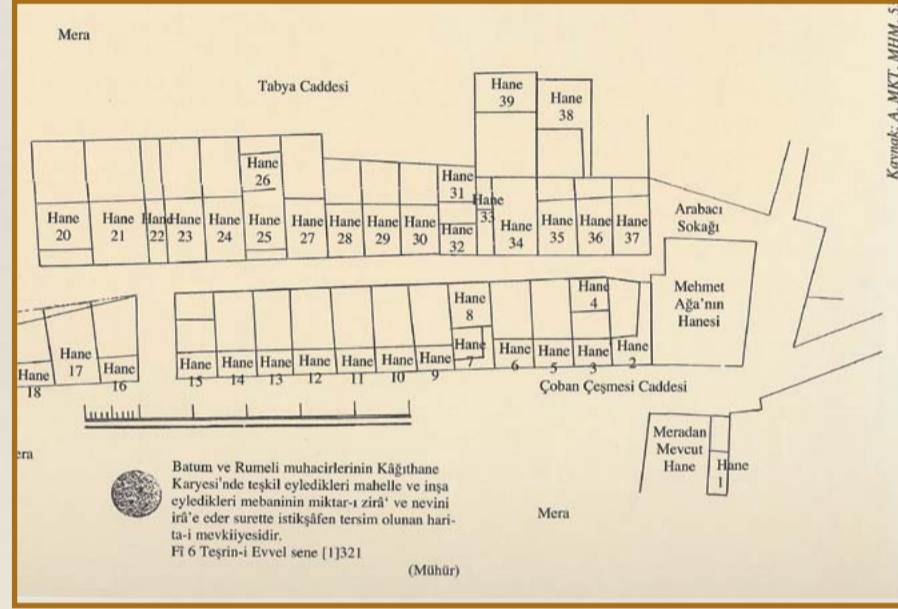 Mera
Tabya Caddesi
Kaynak: A. MKT. MHM. 5
Hane
39
Hane
38
Hane
26
Hane
31
Hane
33
Hane
20
Hane
21
Hane
22
Hane
23
Hane
24
Hane
25
Hane
27
Hane
28
Hane
29
Hane
30
Hane
32
Hane
34
Hane
35
Hane
36
Hane
37
Arabacı
Sokağı
Hane
18
Hane
17
Hane
16
Hane
15
Hane
14
Hane
13
Hane
12
Hane
11
Hane
10
Hane
9
Hane
8
Hane
7
Hane
6
Hane
5
Hane
4
Hane
3
Hane
2
Mehmet
Ağa'nın
Hanesi
Çoban Çeşmesi Caddesi
Meradan
Mevcut
Hane
Hane
1
era
Batum ve Rumeli muhacirlerinin Kâğıthane
Karyesi'nde teşkil eyledikleri mahalle ve inşa
eyledikleri mebaninin miktar-ı zirâ' ve nevini
irâ'e eder surette istikşâfen tersim olunan hari-
ta-i mevkiiyesidir.
Fî 6 Teşrin-i Evvel sene [1]321
(Mühür)
Mera